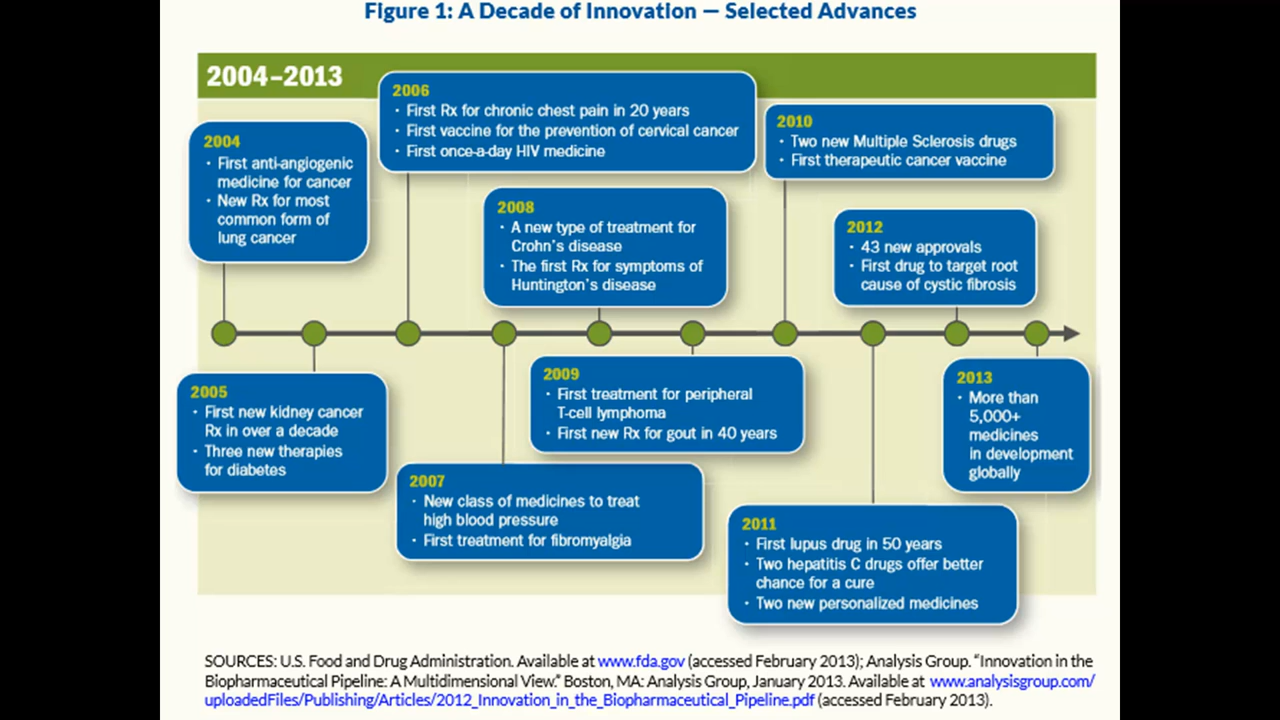 Figure 1: A Decade of Innovation — Selected Advances
2004–2013
2004
· First anti-angiogenic
medicine for cancer
· New Rx for most
common form of
lung cancer
2006
· First Rx for chronic chest pain in 20 years
· First vaccine for the prevention of cervical cancer
· First once-a-day HIV medicine
2008
· A new type of treatment for
Crohn's disease
· The first Rx for symptoms of
Huntington's disease
2010
· Two new Multiple Sclerosis drugs
· First therapeutic cancer vaccine
2012
· 43 new approvals
· First drug to target root
cause of cystic fibrosis
2005
· First new kidney cancer
Rx in over a decade
· Three new therapies
for diabetes
2007
· New class of medicines to treat
high blood pressure
· First treatment for fibromyalgia
2009
· First treatment for peripheral
T-cell lymphoma
· First new Rx for gout in 40 years
2011
· First lupus drug in 50 years
· Two hepatitis C drugs offer better
chance for a cure
· Two new personalized medicines
2013
· More than
5,000+
medicines
in development
globally
SOURCES: U.S. Food and Drug Administration. Available at www.fda.gov (accessed February 2013); Analysis Group. “Innovation in the
Biopharmaceutical Pipeline: A Multidimensional View.” Boston, MA: Analysis Group, January 2013. Available at www.analysisgroup.com/
uploadedFiles/Publishing/Articles/2012_Innovation_in_the_Biopharmaceutical_Pipeline.pdf (accessed February 2013).